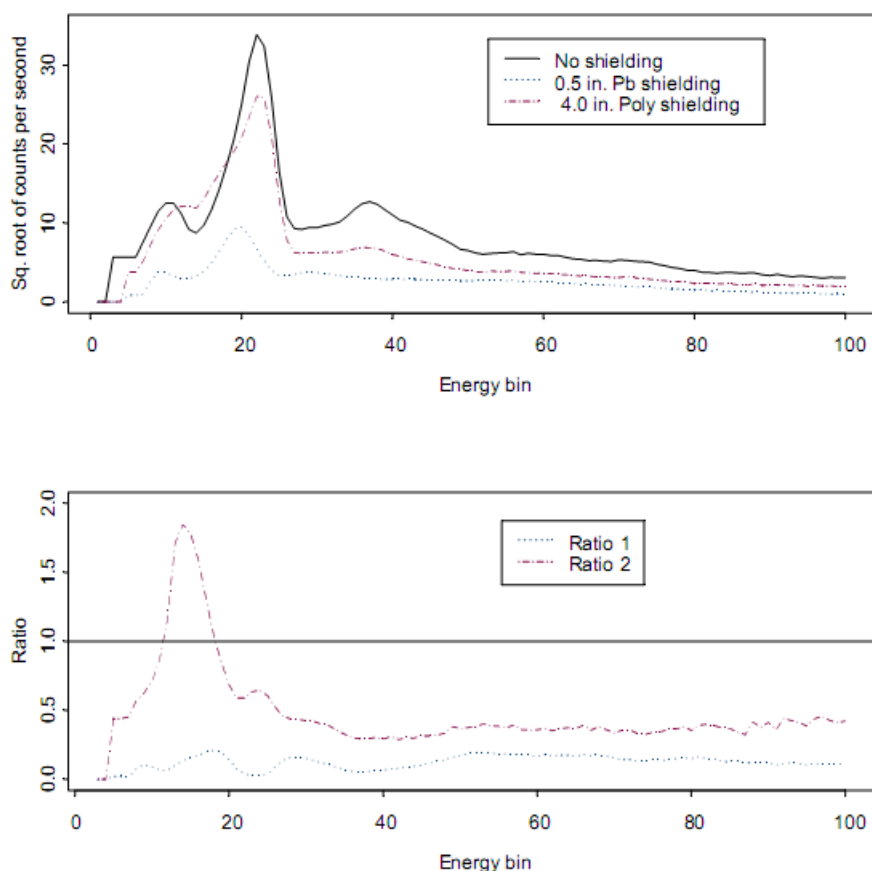 Sq. root of counts per second
0 10 20 30
No shielding
0.5 in. Pb shielding
4.0 in. Poly shielding
0 20 40 60 80 100
Energy bin
Ratio
0.0 0.5 1.0 1.5 2.0
Ratio 1
Ratio 2
0 20 40 60 80 100
Energy bin